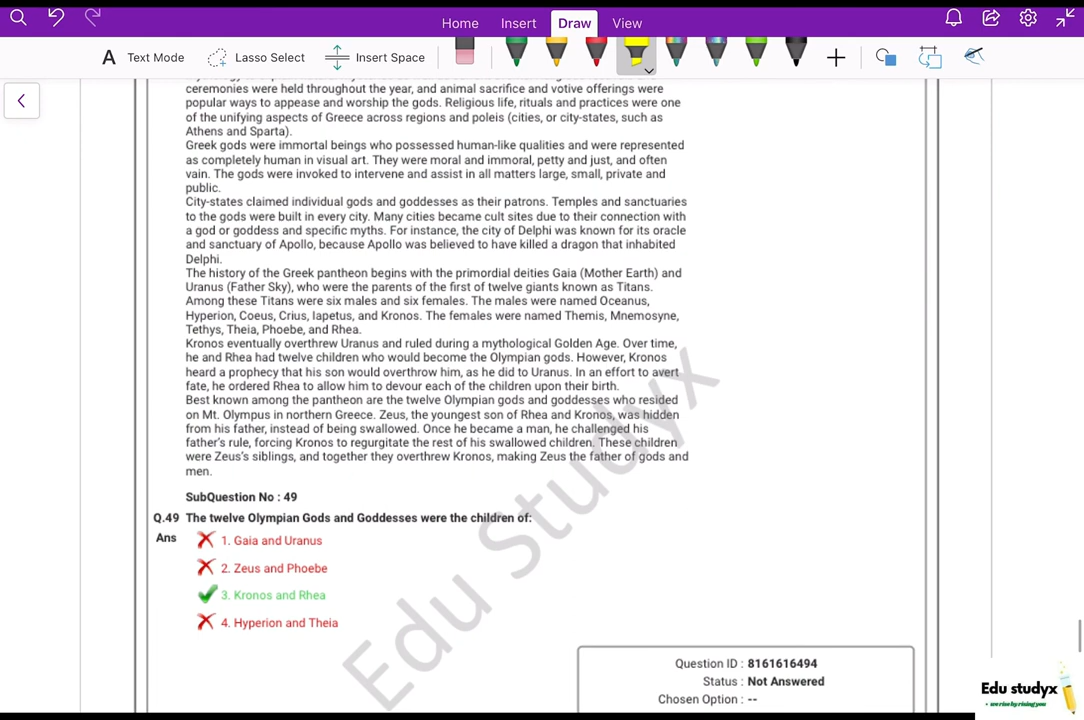 Home Insert Draw View
Text Mode Lasso Select Insert Space
ceremonies were held throughout the year, and animal sacrifice and votive offerings were
popular ways to appease and worship the gods. Religious life, rituals and practices were one
of the unifying aspects of Greece across regions and poleis (cities, or city-states, such as
Athens and Sparta).
Greek gods were immortal beings who possessed human-like qualities and were represented
as completely human in visual art. They were moral and immoral, petty and just, and often
vain. The gods were invoked to intervene and assist in all matters large, small, private and
public.
City-states claimed individual gods and goddesses as their patrons. Temples and sanctuaries
to the gods were built in every city. Many cities became cult sites due to their connection with
a god or goddess and specific myths. For instance, the city of Delphi was known for its oracle
and sanctuary of Apollo, because Apollo was believed to have killed a dragon that inhabited
Delphi.
The history of the Greek pantheon begins with the primordial deities Gaia (Mother Earth) and
Uranus (Father Sky), who were the parents of the first of twelve giants known as Titans.
Among these Titans were six males and six females. The males were named Oceanus,
Hyperion, Coeus, Crius, Iapetus, and Kronos. The females were named Themis, Mnemosyne,
Tethys, Theia, Phoebe, and Rhea.
Kronos eventually overthrew Uranus and ruled during a mythological Golden Age. Over time,
he and Rhea had twelve children who would become the Olympian gods. However, Kronos
heard a prophecy that his son would overthrow him, as he did to Uranus. In an effort to avert
fate, he ordered Rhea to allow him to devour each of the children upon their birth.
Best known among the pantheon are the twelve Olympian gods and goddesses who resided
on Mt. Olympus in northern Greece. Zeus, the youngest son of Rhea and Kronos, was hidden
from his father, instead of being swallowed. Once he became a man, he challenged his
father's rule, forcing Kronos to regurgitate the rest of his swallowed children. These children
were Zeus's siblings, and together they overthrew Kronos, making Zeus the father of gods and
men.
SubQuestion No : 49
Q.49 The twelve Olympian Gods and Goddesses were the children of:
Ans 1. Gaia and Uranus
2. Zeus and Phoebe
3. Kronos and Rhea
4. Hyperion and Theia
Edu Studyx
Question ID : 8161616494
Status : Not Answered
Chosen Option : --
Edu studyx
we rise by rising you